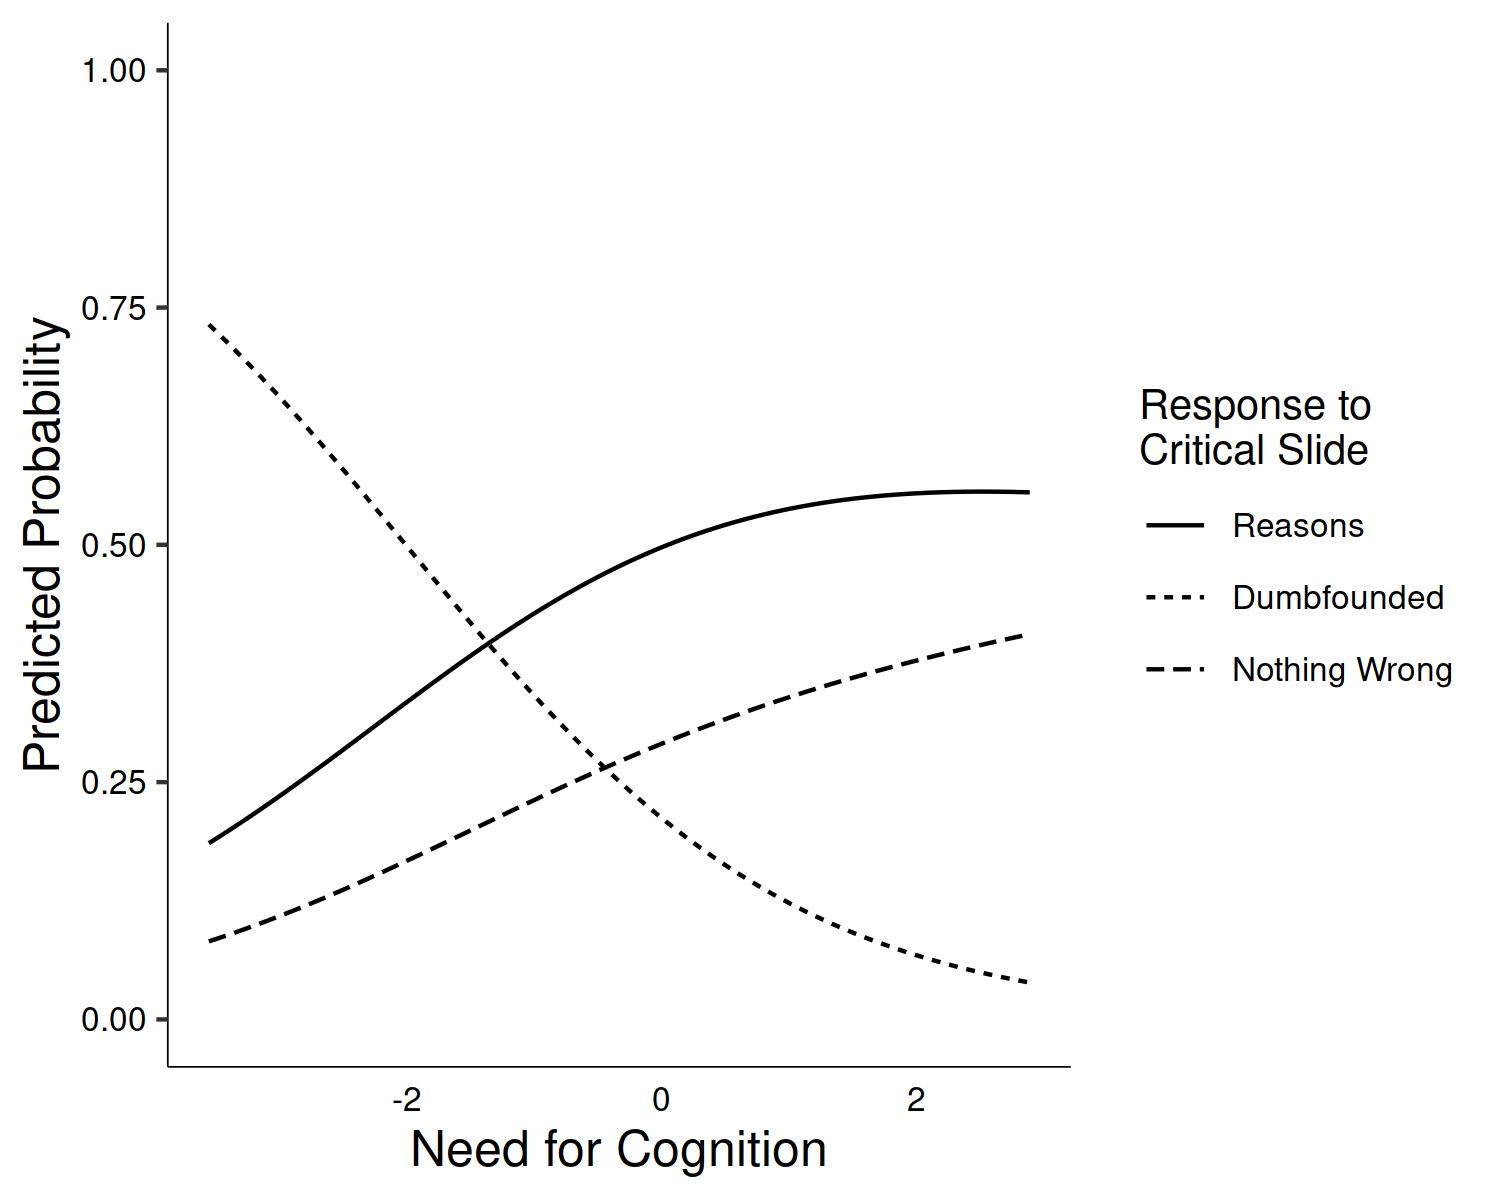 1.00
0.75
0.50
0.25
0.00
Predicted Probability
-2
0
2
Need for Cognition
Response to
Critical Slide
Reasons
Dumbfounded
Nothing Wrong